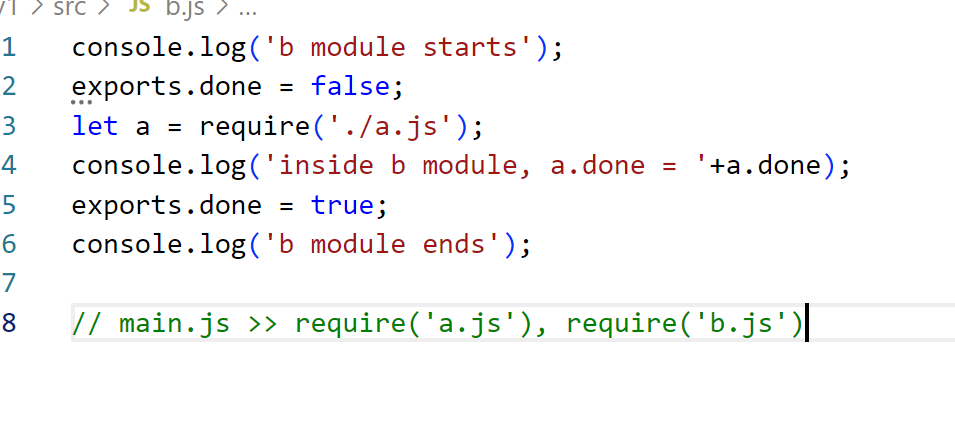 v1 > src > JS b.js > ...
1 console.log('b module starts');
2 exports.done = false;
3 let a = require('./a.js');
4 console.log('inside b module, a.done = '+a.done);
5 exports.done = true;
6 console.log('b module ends');
7
8 // main.js >> require('a.js'), require('b.js')